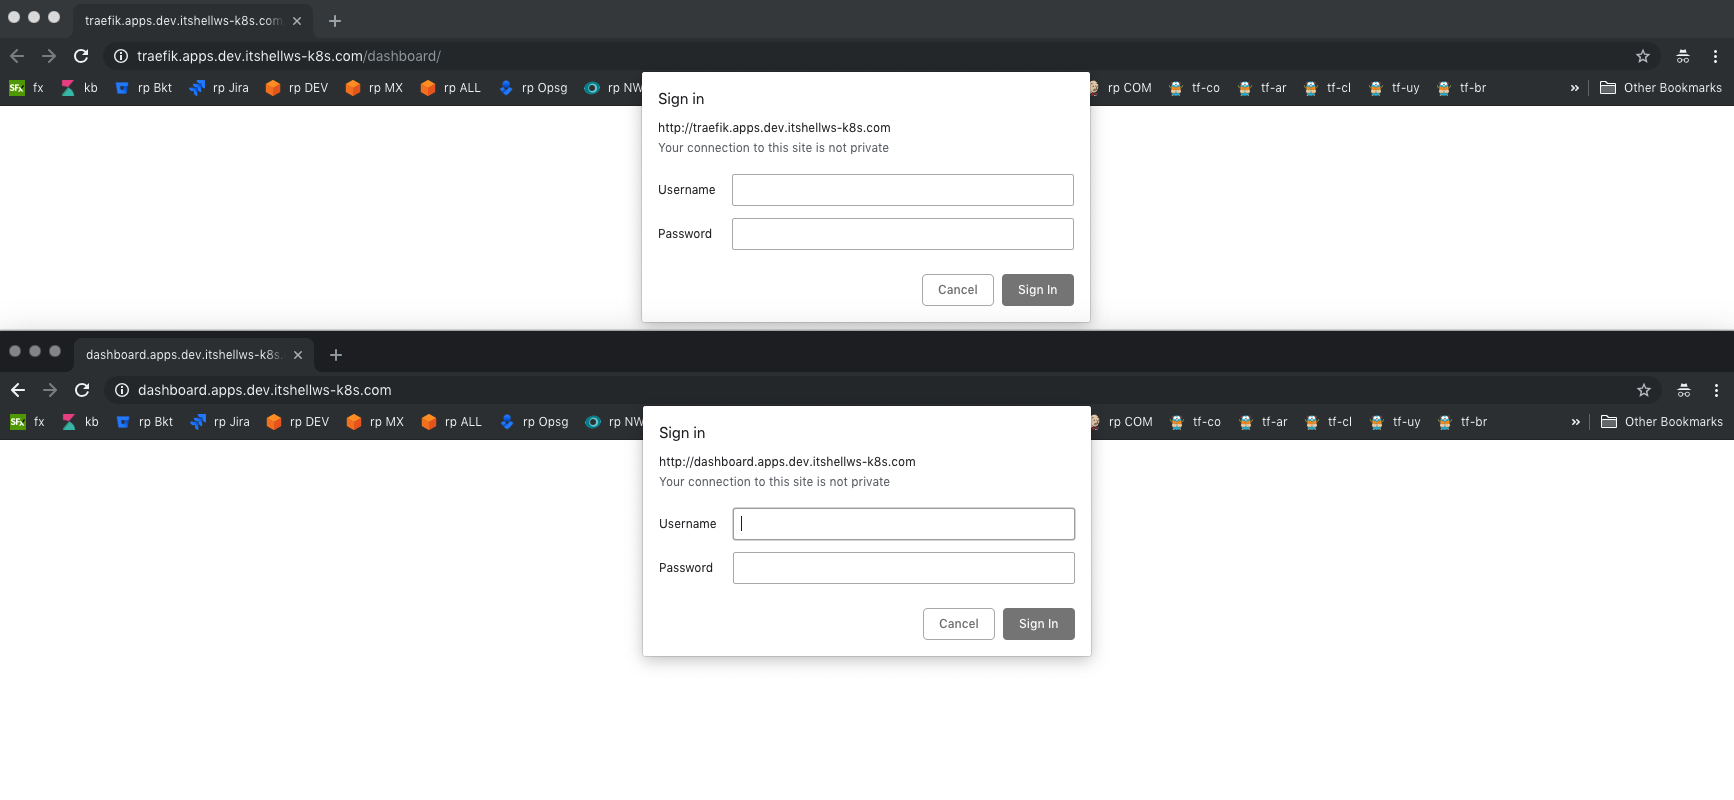 traefik.apps.dev.itshellws-k8s.com
traefik.apps.dev.itshellws-k8s.com/dashboard/
SFx fx kb rp Bkt rp Jira rp DEV rp MX rp ALL rp Opsg rp NW rp COM tf-co tf-ar tf-cl tf-uy tf-br » Other Bookmarks
Sign in
http://traefik.apps.dev.itshellws-k8s.com
Your connection to this site is not private
Username
Password
Cancel Sign In
dashboard.apps.dev.itshellws-k8s.
dashboard.apps.dev.itshellws-k8s.com
SFx fx kb rp Bkt rp Jira rp DEV rp MX rp ALL rp Opsg rp NW rp COM tf-co tf-ar tf-cl tf-uy tf-br » Other Bookmarks
Sign in
http://dashboard.apps.dev.itshellws-k8s.com
Your connection to this site is not private
Username
Password
Cancel Sign In